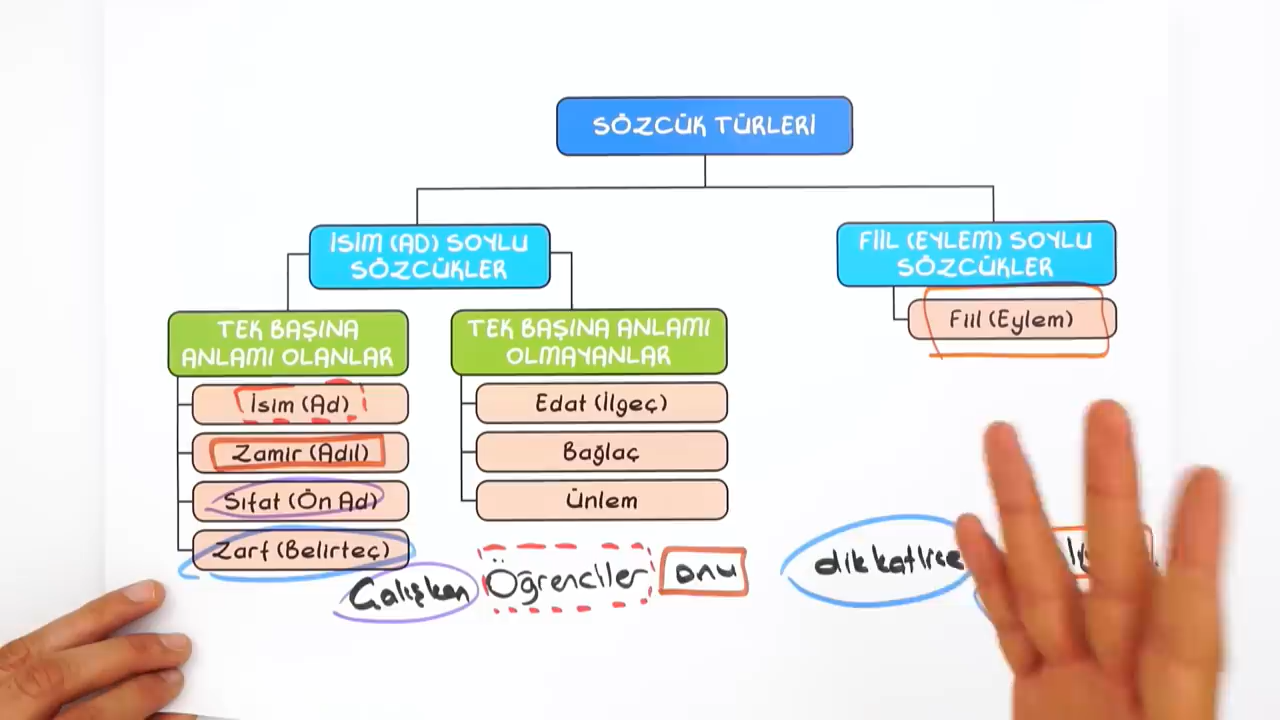 SÖZCÜK TÜRLERİ
İSİM (AD) SOYLU
SÖZCÜKLER
FİİL (EYLEM) SOYLU
SÖZCÜKLER
TEK BAŞINA
ANLAMI OLANLAR
TEK BAŞINA ANLAMI
OLMAYANLAR
Fiil (Eylem)
İsim (Ad)
Zamir (Adıl)
Sıfat (Ön Ad)
Zarf (Belirteç)
Edat (İlgeç)
Bağlaç
Ünlem
Çalışkan Öğrenciler onu dikkatlice